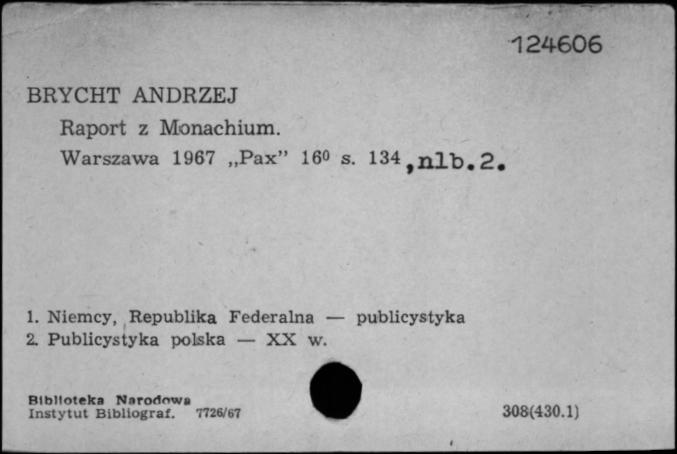 124606
BRYCHT ANDRZEJ
Raport z Monachium.
Warszawa 1967 „Pax” 16⁰ s. 134 ,nlb.2.
1. Niemcy, Republika Federalna — publicystyka
2. Publicystyka polska — XX w.
Biblioteka Narodowa
Instytut Bibliograf. 7726/67
308(430.1)